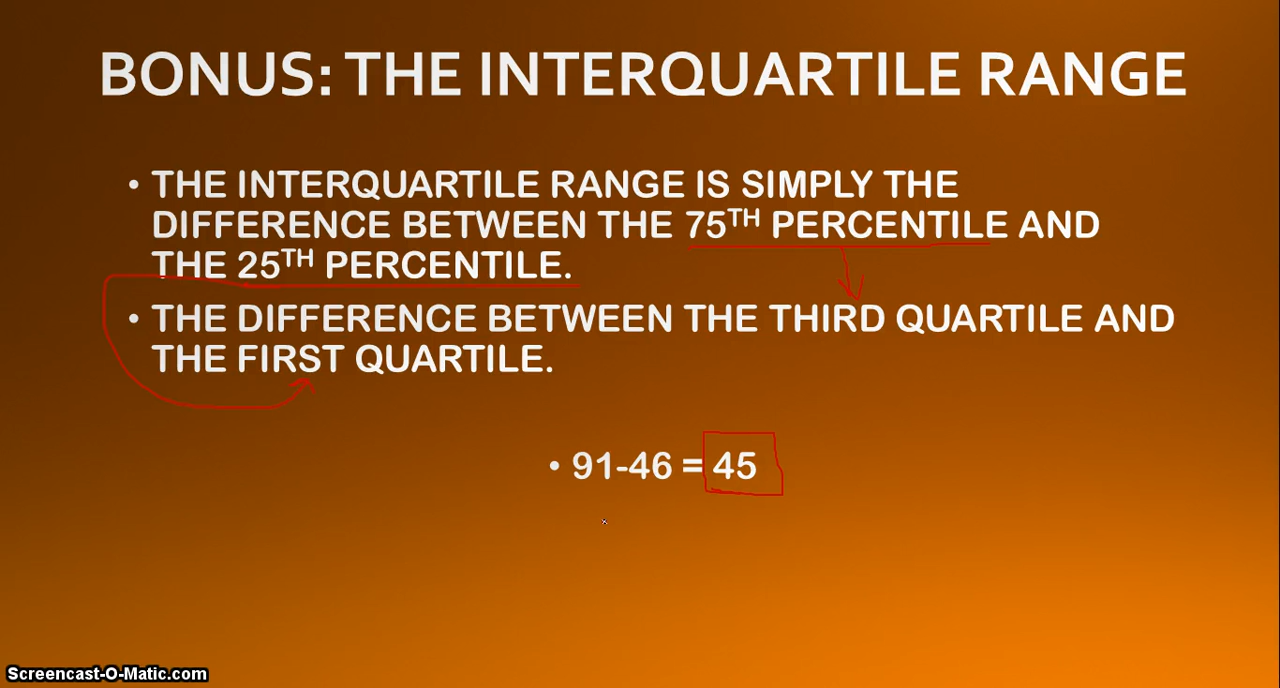 BONUS: THE INTERQUARTILE RANGE
• THE INTERQUARTILE RANGE IS SIMPLY THE
DIFFERENCE BETWEEN THE 75TH PERCENTILE AND
THE 25TH PERCENTILE.
• THE DIFFERENCE BETWEEN THE THIRD QUARTILE AND
THE FIRST QUARTILE.
• 91-46 = 45
Screencast-O-Matic.com